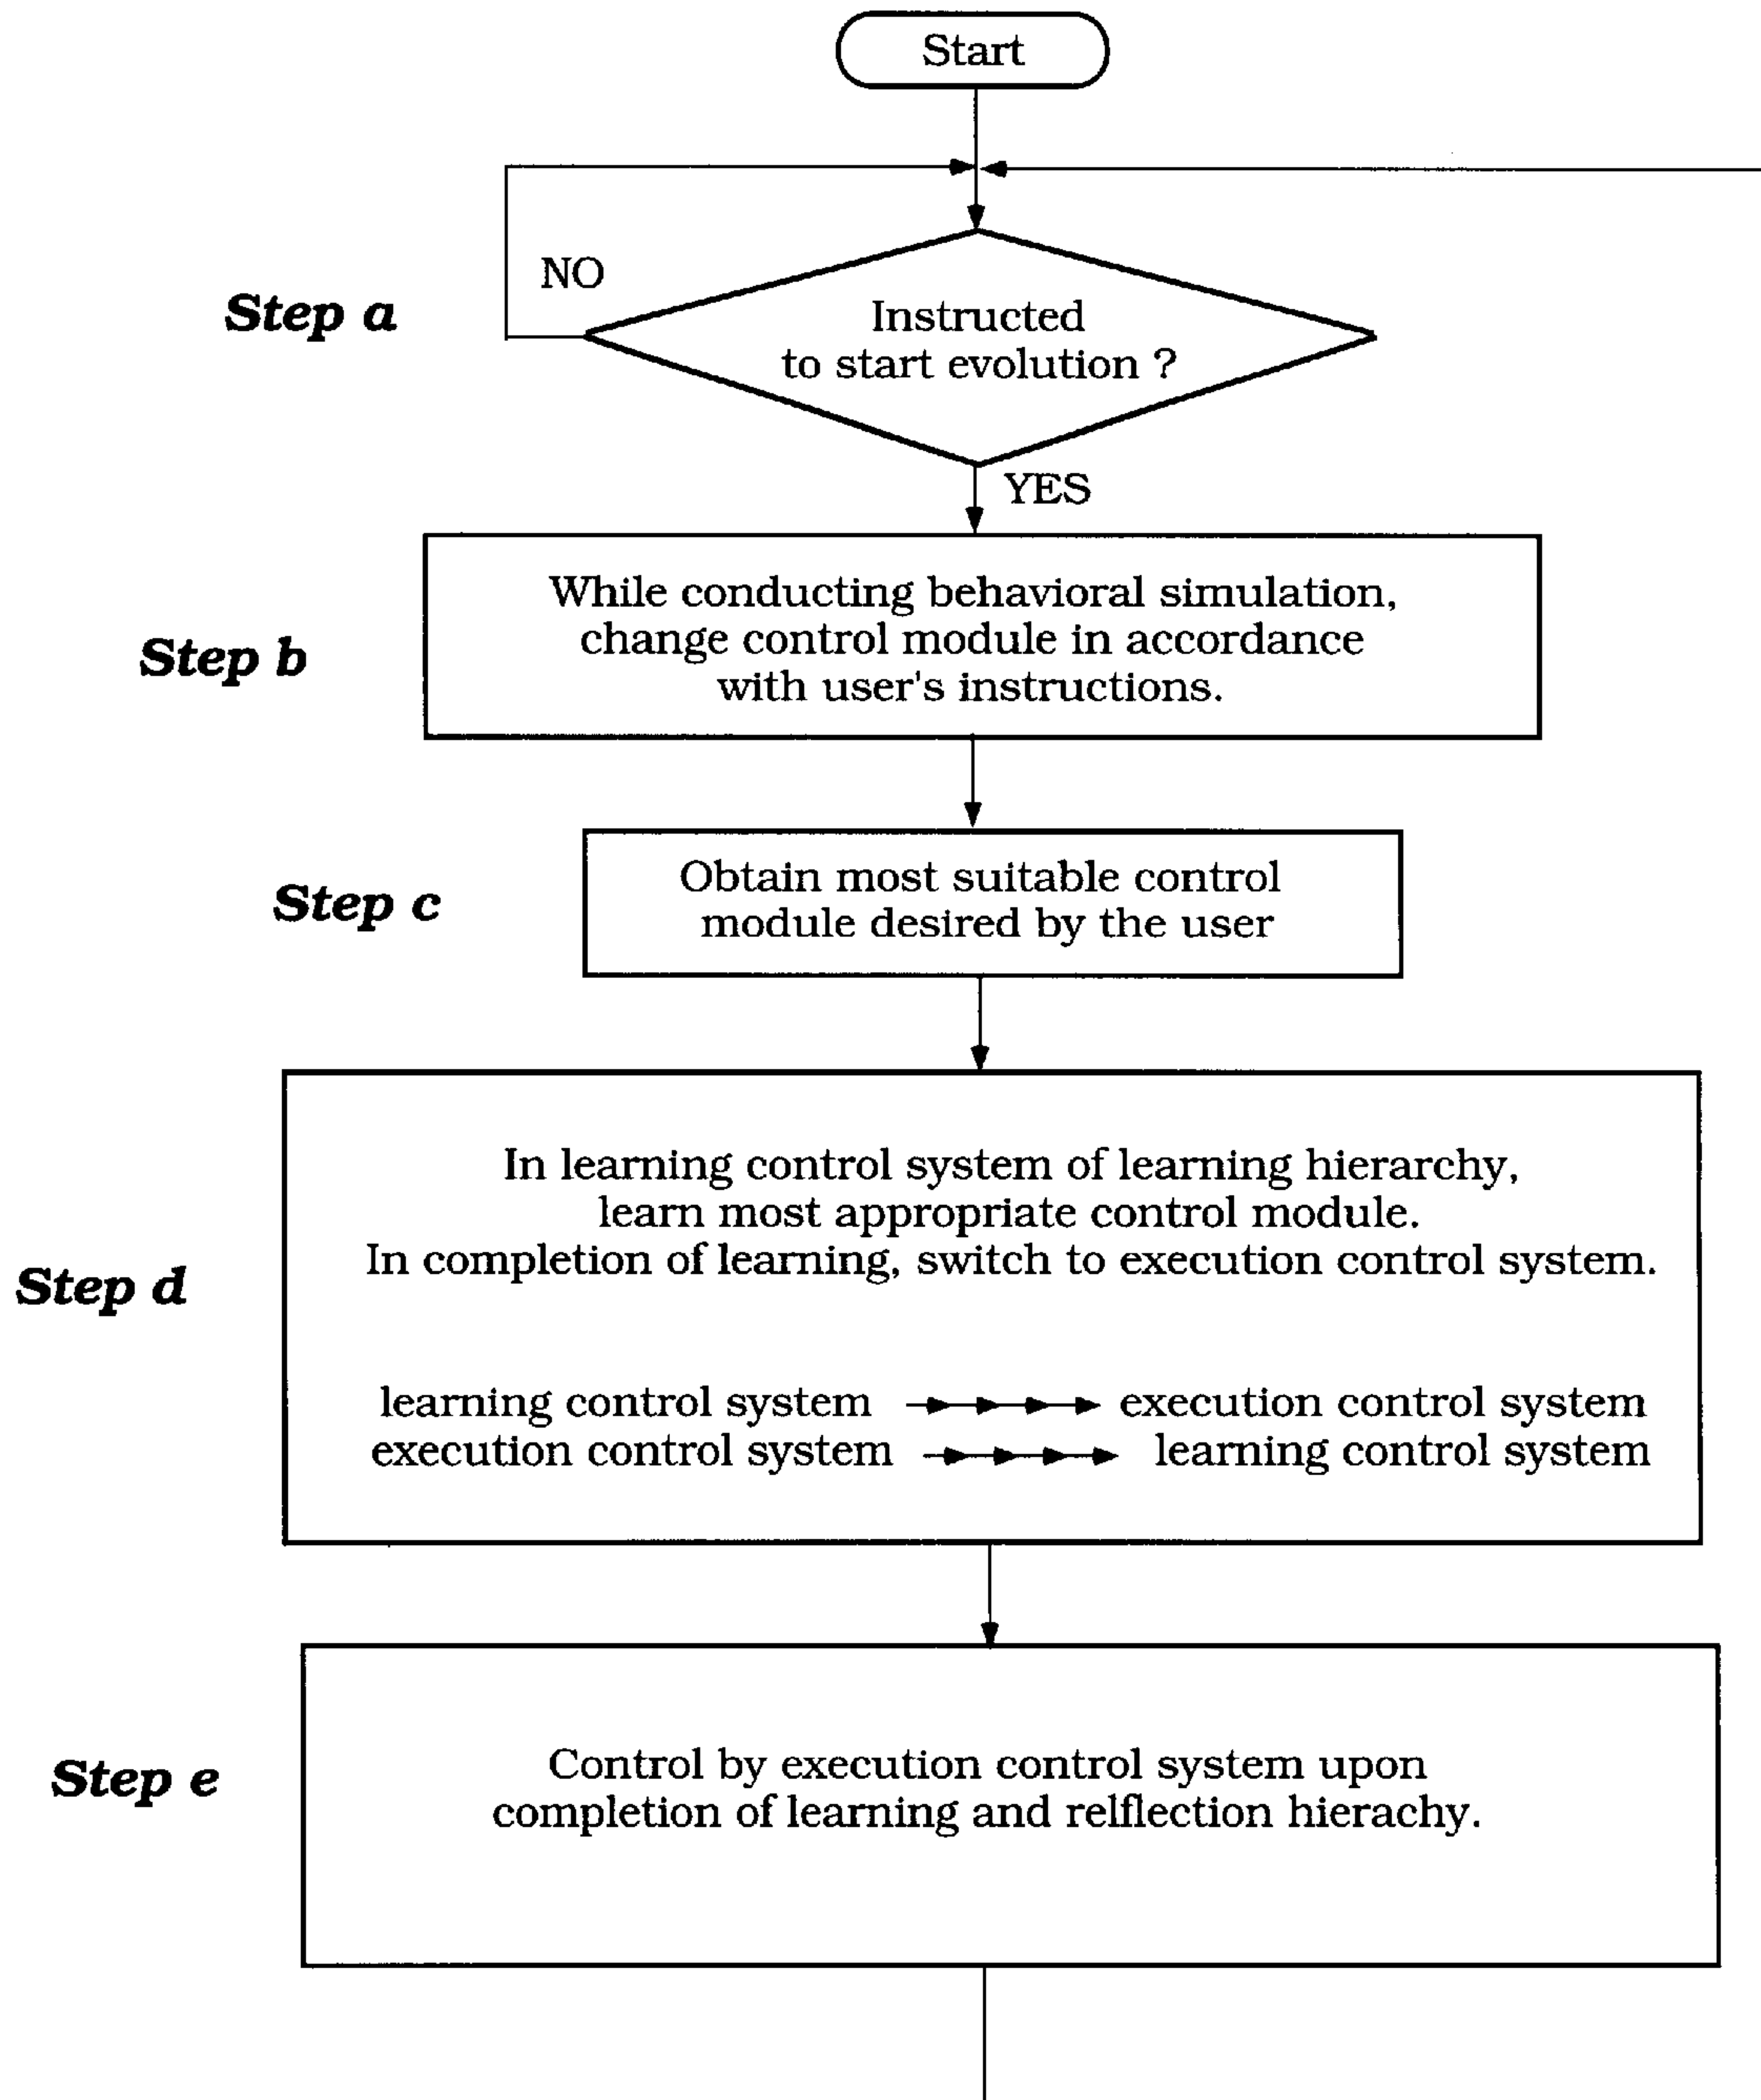 Start
NO
Step a
Instructed
to start evolution ?
YES
Step b
While conducting behavioral simulation,
change control module in accordance
with user's instructions.
Step c
Obtain most suitable control
module desired by the user
In learning control system of learning hierarchy,
learn most appropriate control module.
In completion of learning, switch to execution control system.
Step d
learning control system execution control system
execution control system learning control system
Step e
Control by execution control system upon
completion of learning and relflection hierachy.